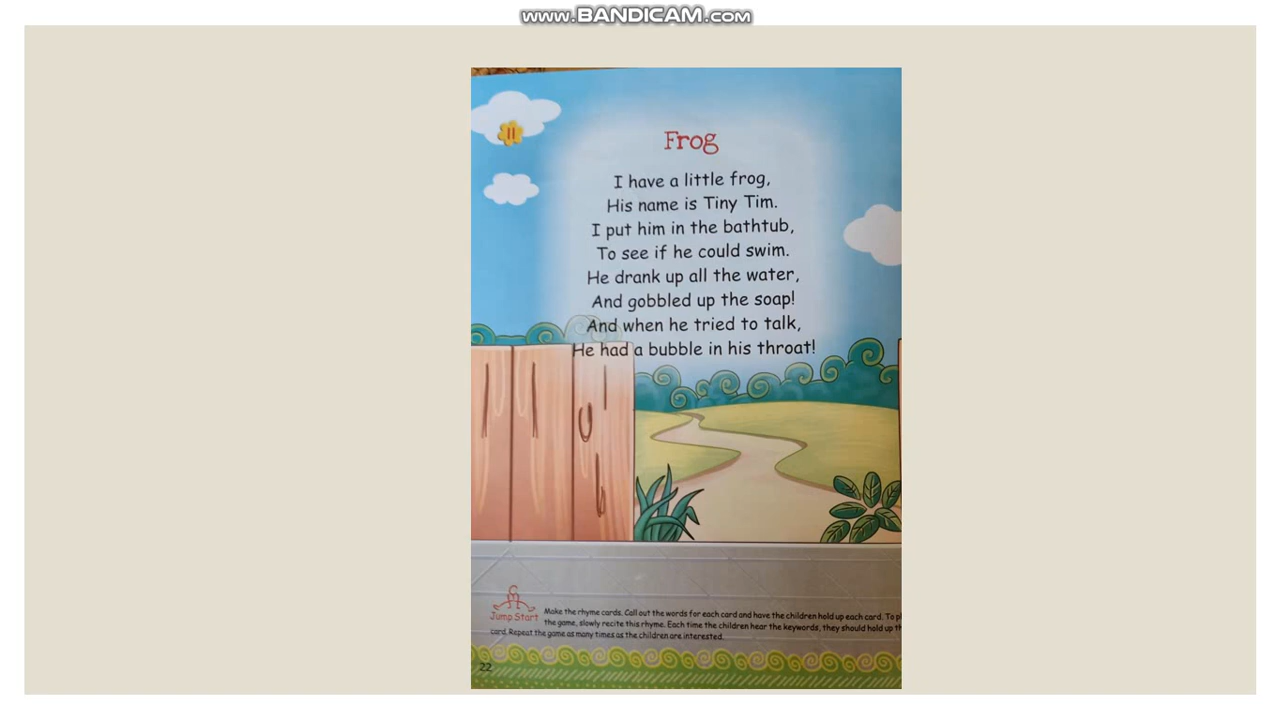 www.BANDICAM.com
11
Frog
I have a little frog,
His name is Tiny Tim.
I put him in the bathtub,
To see if he could swim.
He drank up all the water,
And gobbled up the soap!
And when he tried to talk,
He had a bubble in his throat!
Jump Start
Make the rhyme cards. Call out the words for each card and have the children hold up each card. To pl
the game, slowly recite this rhyme. Each time the children hear the keywords, they should hold up th
card. Repeat the game as many times as the children are interested.
22